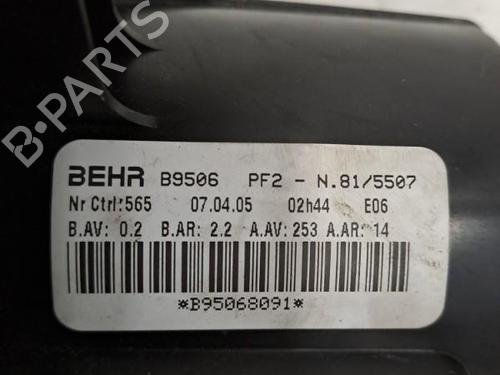 B-PARTS
BEHR B9506 PF2 - N.81/5507
Nr Ctrl:565 07.04.05 02h44 E06
B.AV: 0.2 B.AR: 2.2 A.AV: 253 A.AR: 14
*B95068091*